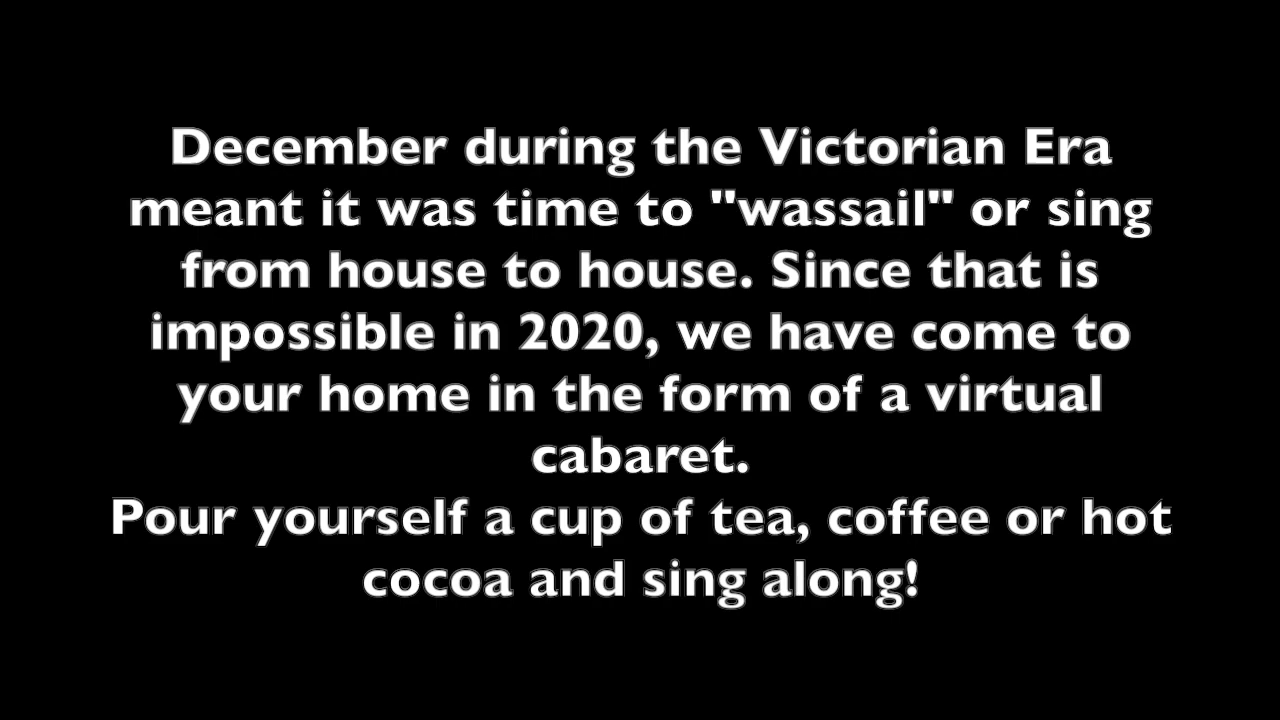 December during the Victorian Era
meant it was time to "wassail" or sing
from house to house. Since that is
impossible in 2020, we have come to
your home in the form of a virtual
cabaret.
Pour yourself a cup of tea, coffee or hot
cocoa and sing along!